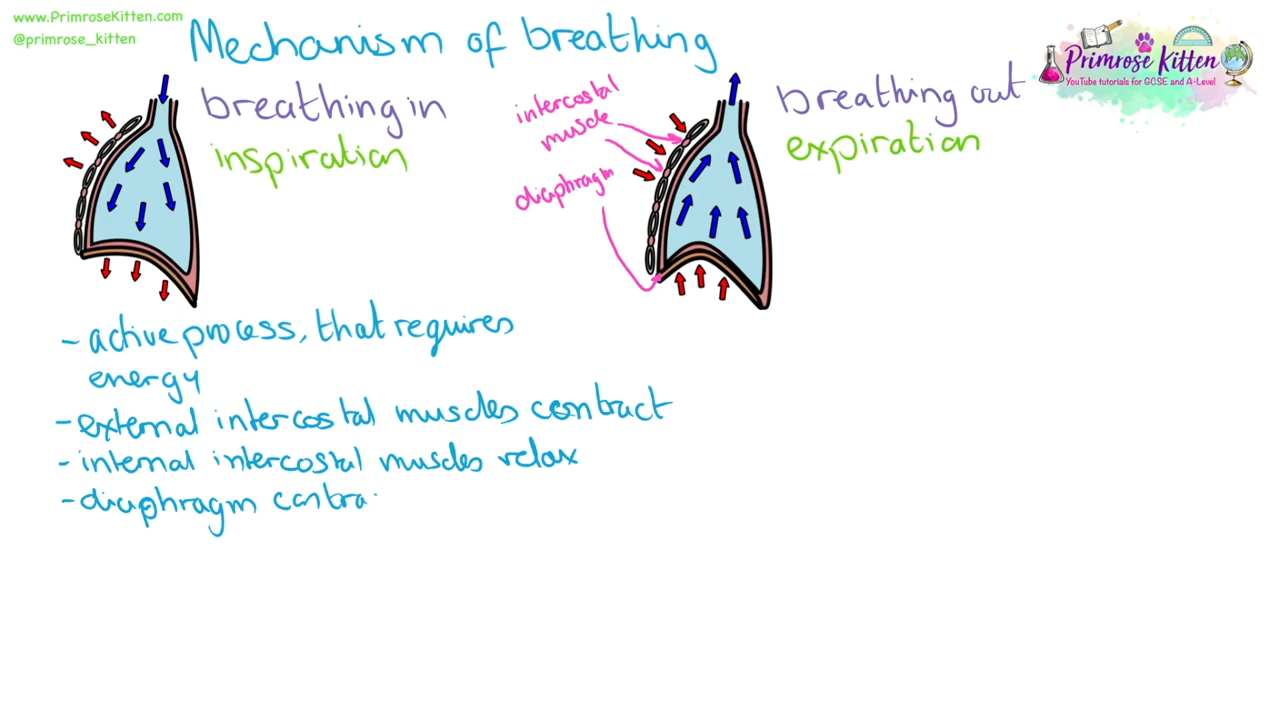 www.PrimroseKitten.com
@primrose_kitten
Mechanism of breathing
Primrose Kitten
YouTube tutorials for GCSE and A-Level
breathing in
inspiration
intercostal
muscle
diaphragm
breathing out
expiration
- active process, that requires
energy
- external intercostal muscles contract
- internal intercostal muscles relax
- diaphragm contra